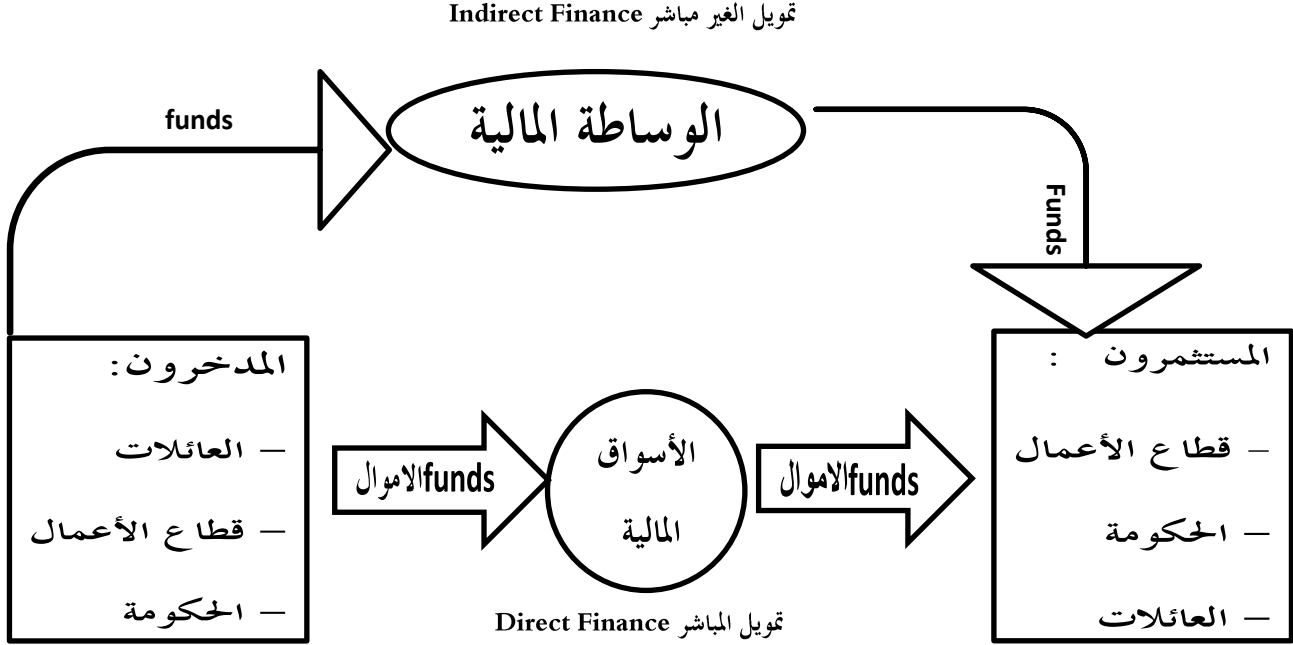 تمويل الغير مباشر Indirect Finance
الوساطة المالية
funds
Funds
المدخرون:
– العائلات
– قطاع الأعمال
– الحكومة
الاموالfunds
الأسواق
المالية
الاموالfunds
المستثمرون :
– قطاع الأعمال
– الحكومة
– العائلات
تمويل المباشر Direct Finance